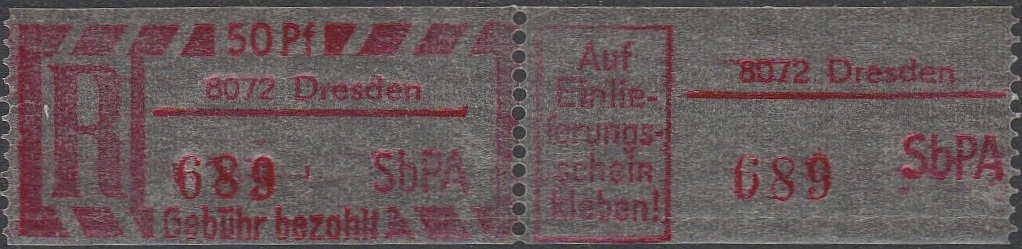 50 Pf
R
8072 Dresden
689 SbPA
Gebühr bezahlt!
Auf
Einlie-
ferungs-
schein
kleben!
8072 Dresden
689 SbPA